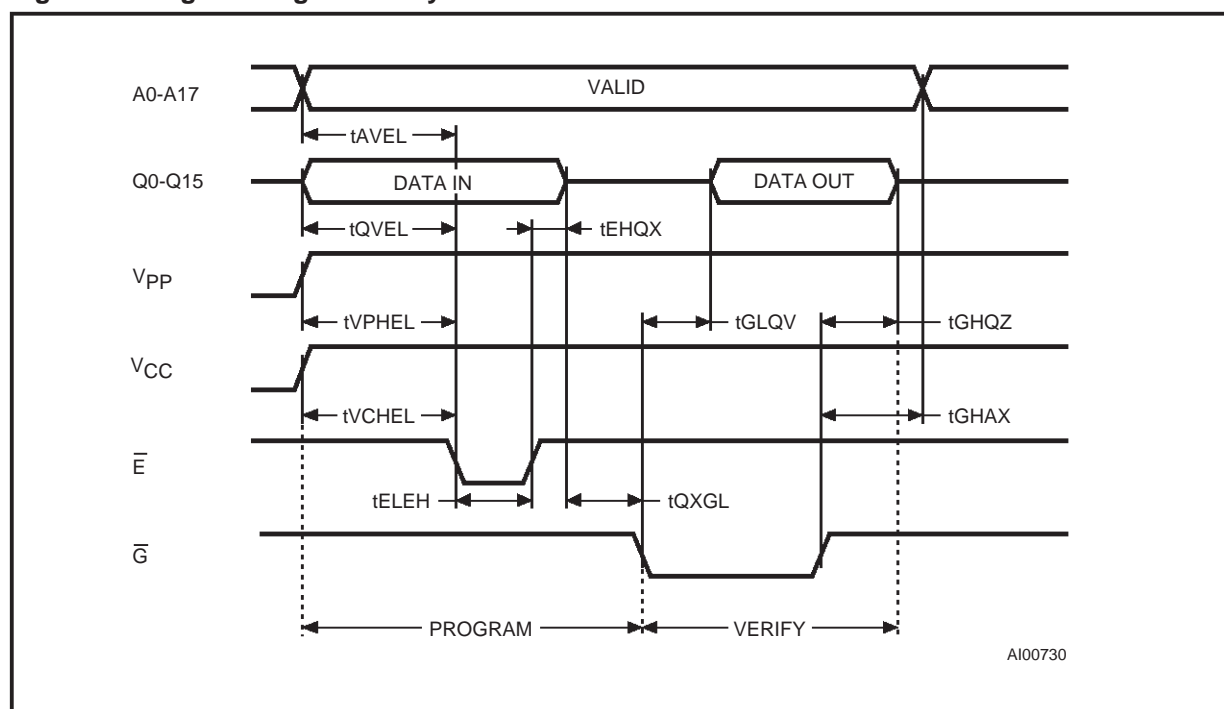 A0-A17
VALID
tAVEL
Q0-Q15
DATA IN
DATA OUT
tQVEL
tEHQX
VPP
tVPHEL
tGLQV
tGHQZ
VCC
tVCHEL
tGHAX
E
tELEH
tQXGL
G
PROGRAM
VERIFY
AI00730